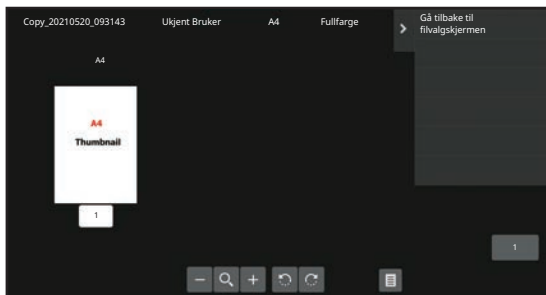 Copy_20210520_093143 Ukjent Bruker A4 Fullfarge
Gå tilbake til
filvalgskjermen
A4
A4
Thumbnail
1
1